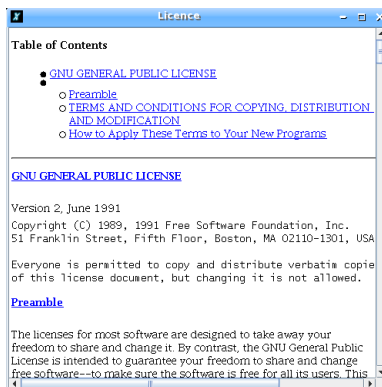 Licence
Table of Contents
GNU GENERAL PUBLIC LICENSE
Preamble
TERMS AND CONDITIONS FOR COPYING, DISTRIBUTION
AND MODIFICATION
How to Apply These Terms to Your New Programs
GNU GENERAL PUBLIC LICENSE
Version 2, June 1991
Copyright (C) 1989, 1991 Free Software Foundation, Inc.
51 Franklin Street, Fifth Floor, Boston, MA 02110-1301, USA
Everyone is permitted to copy and distribute verbatim copie
of this license document, but changing it is not allowed.
Preamble
The licenses for most software are designed to take away your
freedom to share and change it. By contrast, the GNU General Public
License is intended to guarantee your freedom to share and change
free software--to make sure the software is free for all its users. This